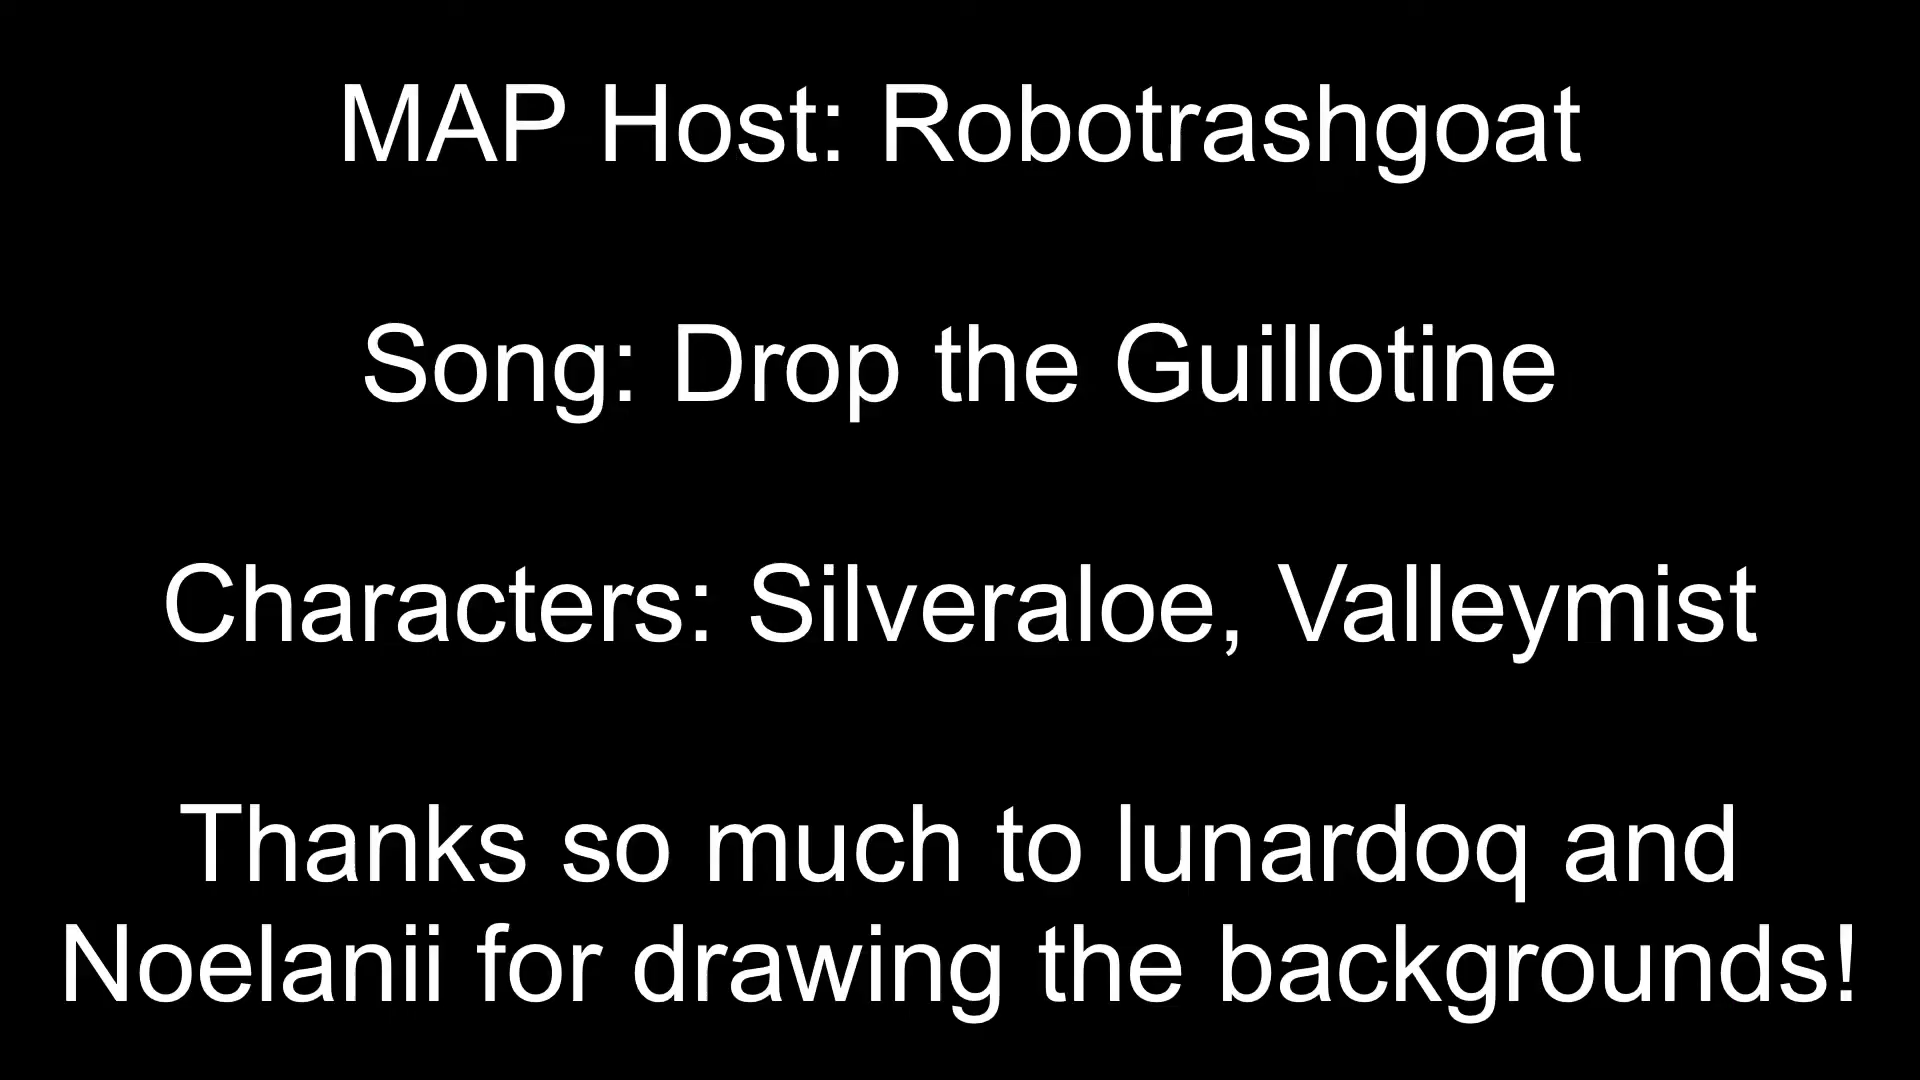 MAP Host: Robotrashgoat
Song: Drop the Guillotine
Characters: Silveraloe, Valleymist
Thanks so much to lunardoq and
Noelanii for drawing the backgrounds!